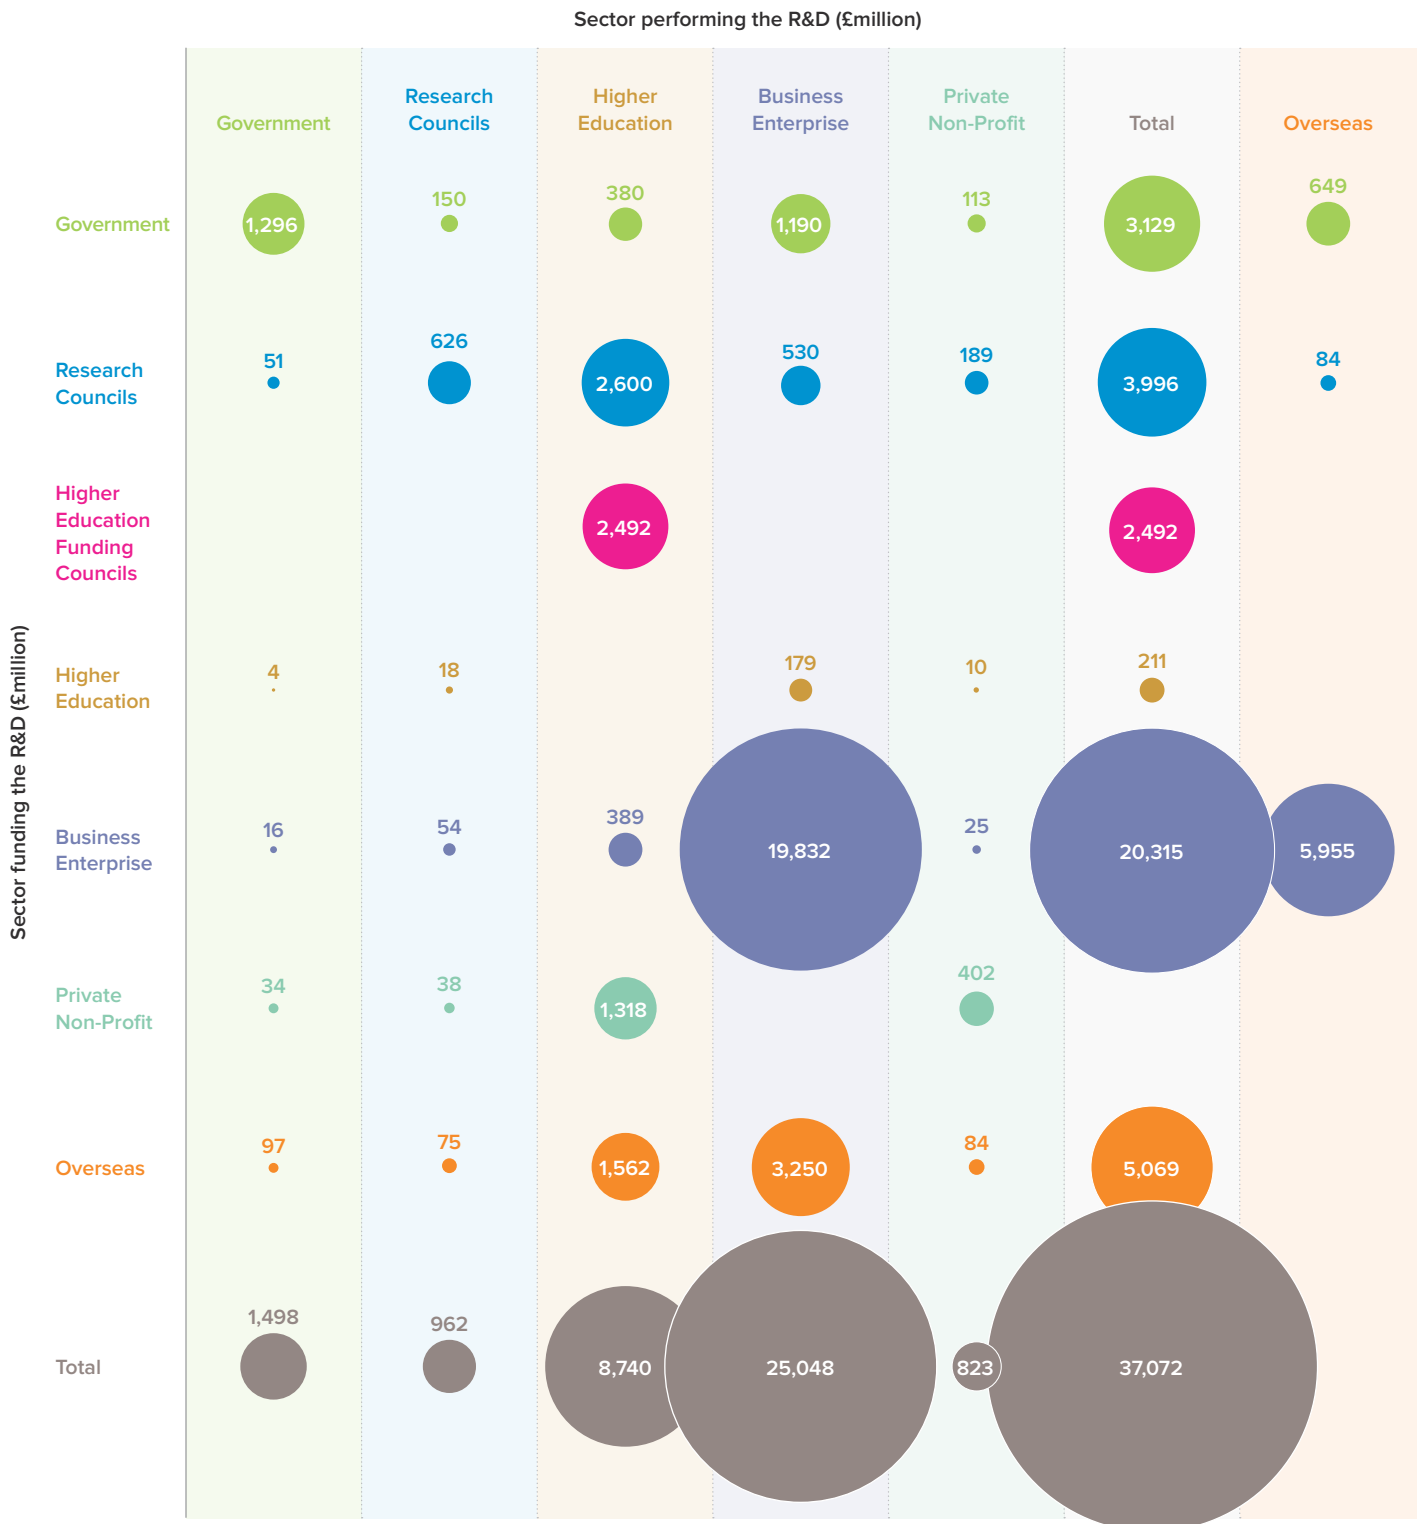 Sector performing the R&D (£million)
Government
Research
Councils
Higher
Education
Business
Enterprise
Private
Non-Profit
Total
Overseas
Sector funding the R&D (£million)
Government
1,296
150
380
1,190
113
3,129
649
Research
Councils
51
626
2,600
530
189
3,996
84
Higher
Education
Funding
Councils
2,492
2,492
Higher
Education
4
18
179
10
211
Business
Enterprise
16
54
389
19,832
25
20,315
5,955
Private
Non-Profit
34
38
1,318
402
Overseas
97
75
1,562
3,250
84
5,069
Total
1,498
962
8,740
25,048
823
37,072